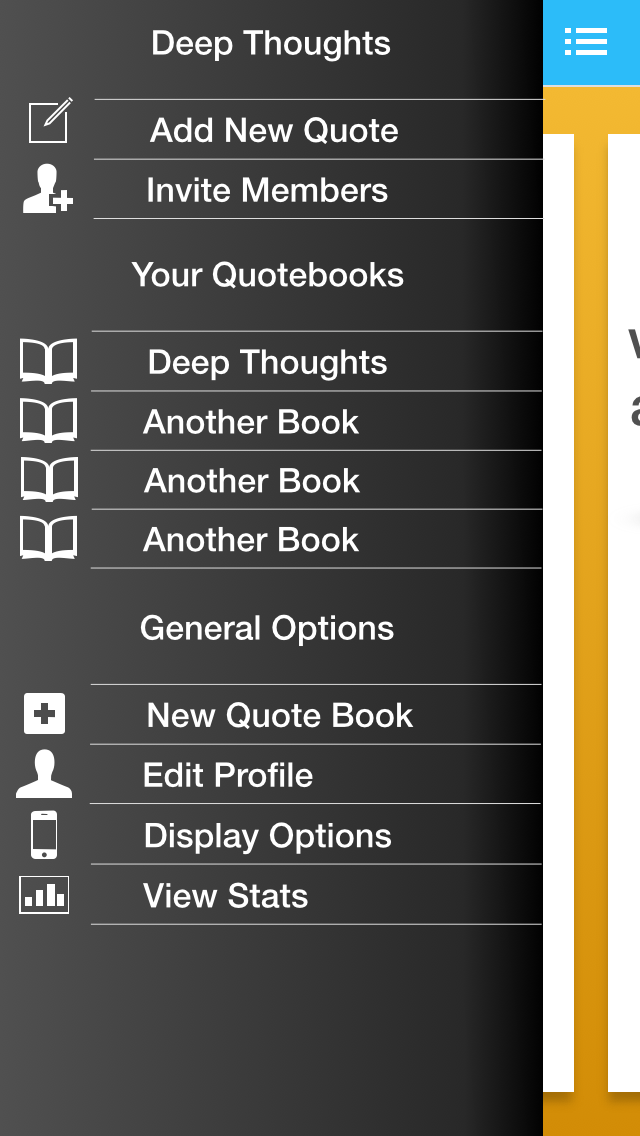 Deep Thoughts
Add New Quote
Invite Members
Your Quotebooks
Deep Thoughts
Another Book
Another Book
Another Book
General Options
New Quote Book
Edit Profile
Display Options
View Stats